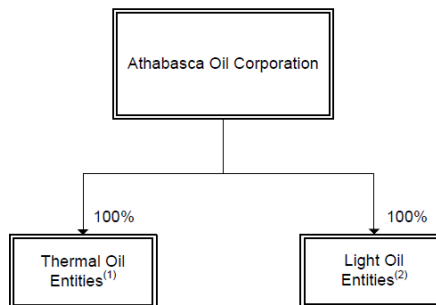 Athabasca Oil Corporation
100%
100%
Thermal Oil
Entities(1)
Light Oil
Entities(2)